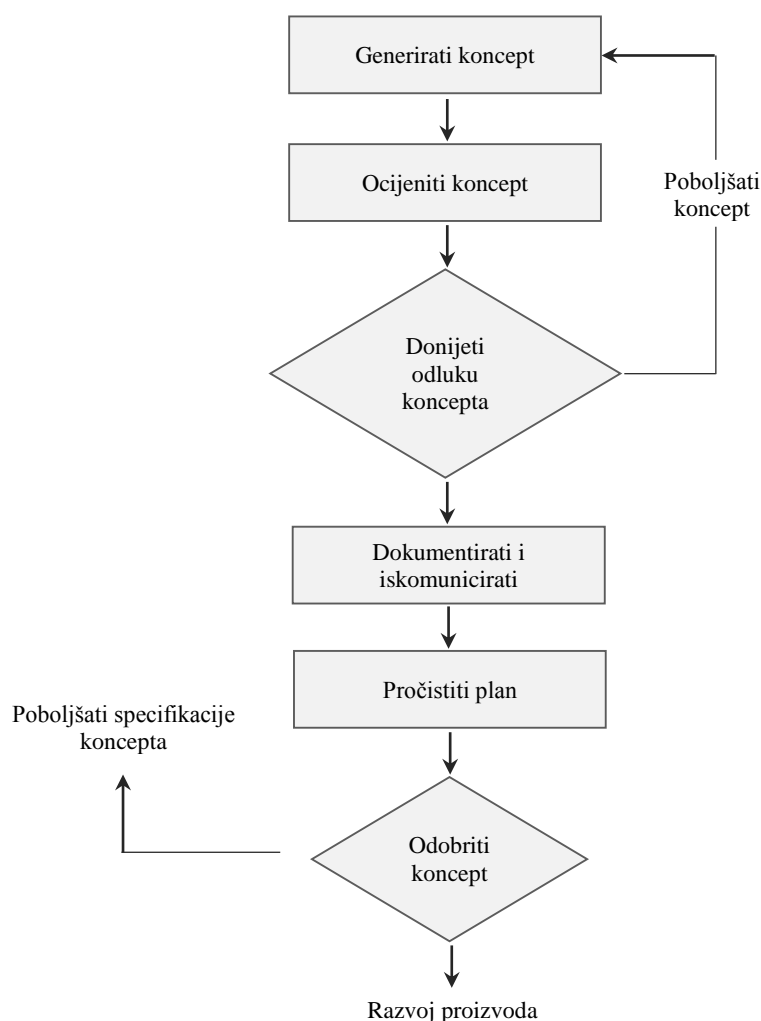 Generirati koncept
Ocijeniti koncept
Poboljšati
koncept
Donijeti
odluku
koncepta
Dokumentirati i
iskomunicirati
Pročistiti plan
Poboljšati specifikacije
koncepta
Odobriti
koncept
Razvoj proizvoda